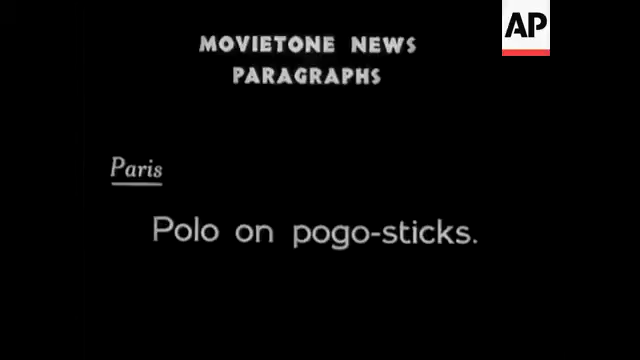 AP
MOVIETONE NEWS
PARAGRAPHS
Paris
Polo on pogo-sticks.